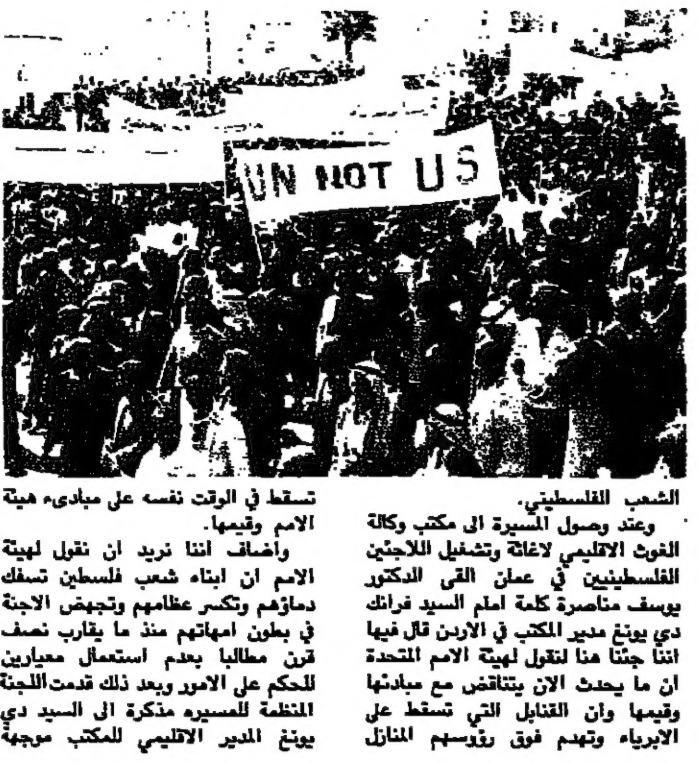 UN NOT US
الشعب الفلسطيني.
وعند وصول المسيرة الى مكتب وكالة
الغوث الاقليمي لاغاثة وتشغيل اللاجئين
الفلسطينيين في عمان القى الدكتور
يوسف مناصرة كلمة امام السيد فرانك
دي يونغ مدير المكتب في الاردن قال فيها
اننا جئنا هنا لنقول لهيئة الامم المتحدة
ان ما يحدث الان يتناقض مع مبادئها
وقيمها وان القنابل التي تسقط على
الابرياء وتهدم فوق رؤوسهم المنازل
تسقط في الوقت نفسه على مبادىء هيئة
الامم وقيمها.
واضاف اننا نريد ان نقول لهيئة
الامم ان ابناء شعب فلسطين تسفك
دماؤهم وتكسر عظامهم وتجهض الاجنة
في بطون امهاتهم منذ ما يقارب نصف
قرن مطالبا بعدم استعمال معيارين
للحكم على الامور وبعد ذلك قدمت اللجنة
المنظمة للمسيره مذكرة الى السيد دي
يونغ المدير الاقليمي للمكتب موجهة